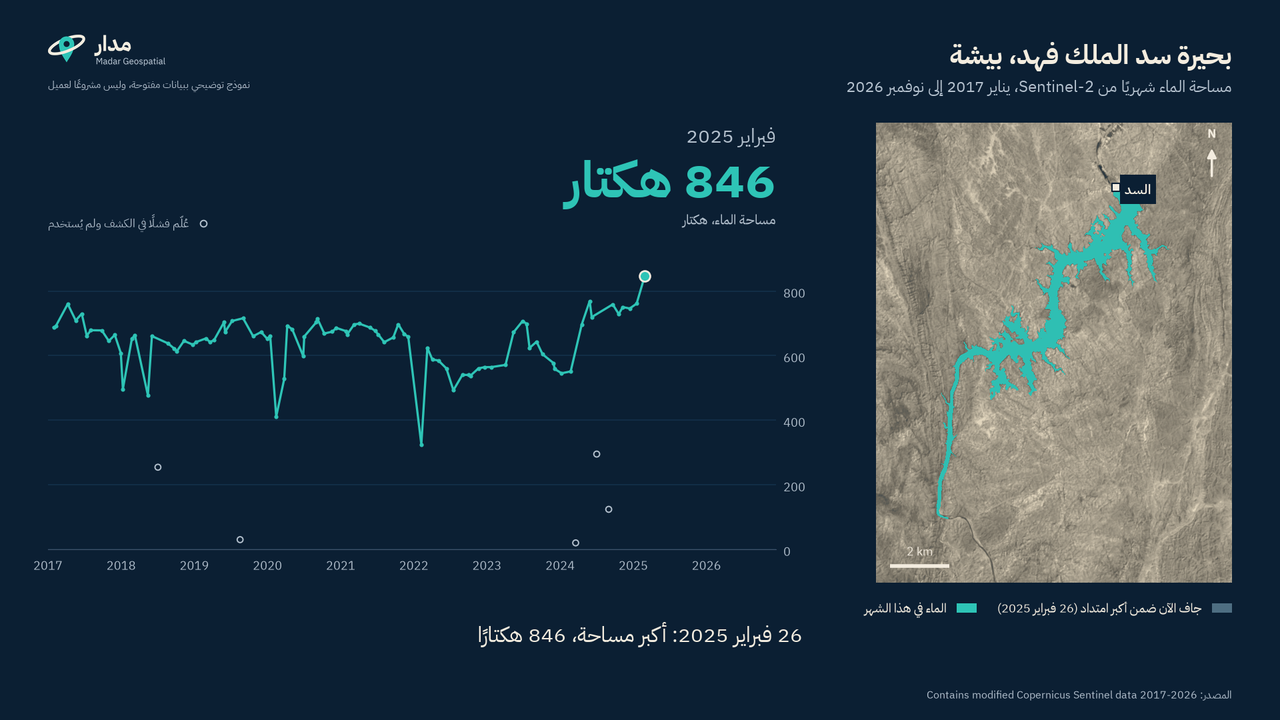 بحيرة سد الملك فهد، بيشة
مساحة الماء شهريًا من Sentinel-2، يناير 2017 إلى نوفمبر 2026
مدار
Madar Geospatial
نموذج توضيحي ببيانات مفتوحة، وليس مشروعًا لعميل
N
السد
2 km
جاف الآن ضمن أكبر امتداد (26 فبراير 2025)
الماء في هذا الشهر
فبراير 2025
846 هكتار
مساحة الماء، هكتار
عُلّم فشلًا في الكشف ولم يُستخدم
800
600
400
200
0
2017 2018 2019 2020 2021 2022 2023 2024 2025 2026
26 فبراير 2025: أكبر مساحة، 846 هكتارًا
المصدر: Contains modified Copernicus Sentinel data 2017-2026